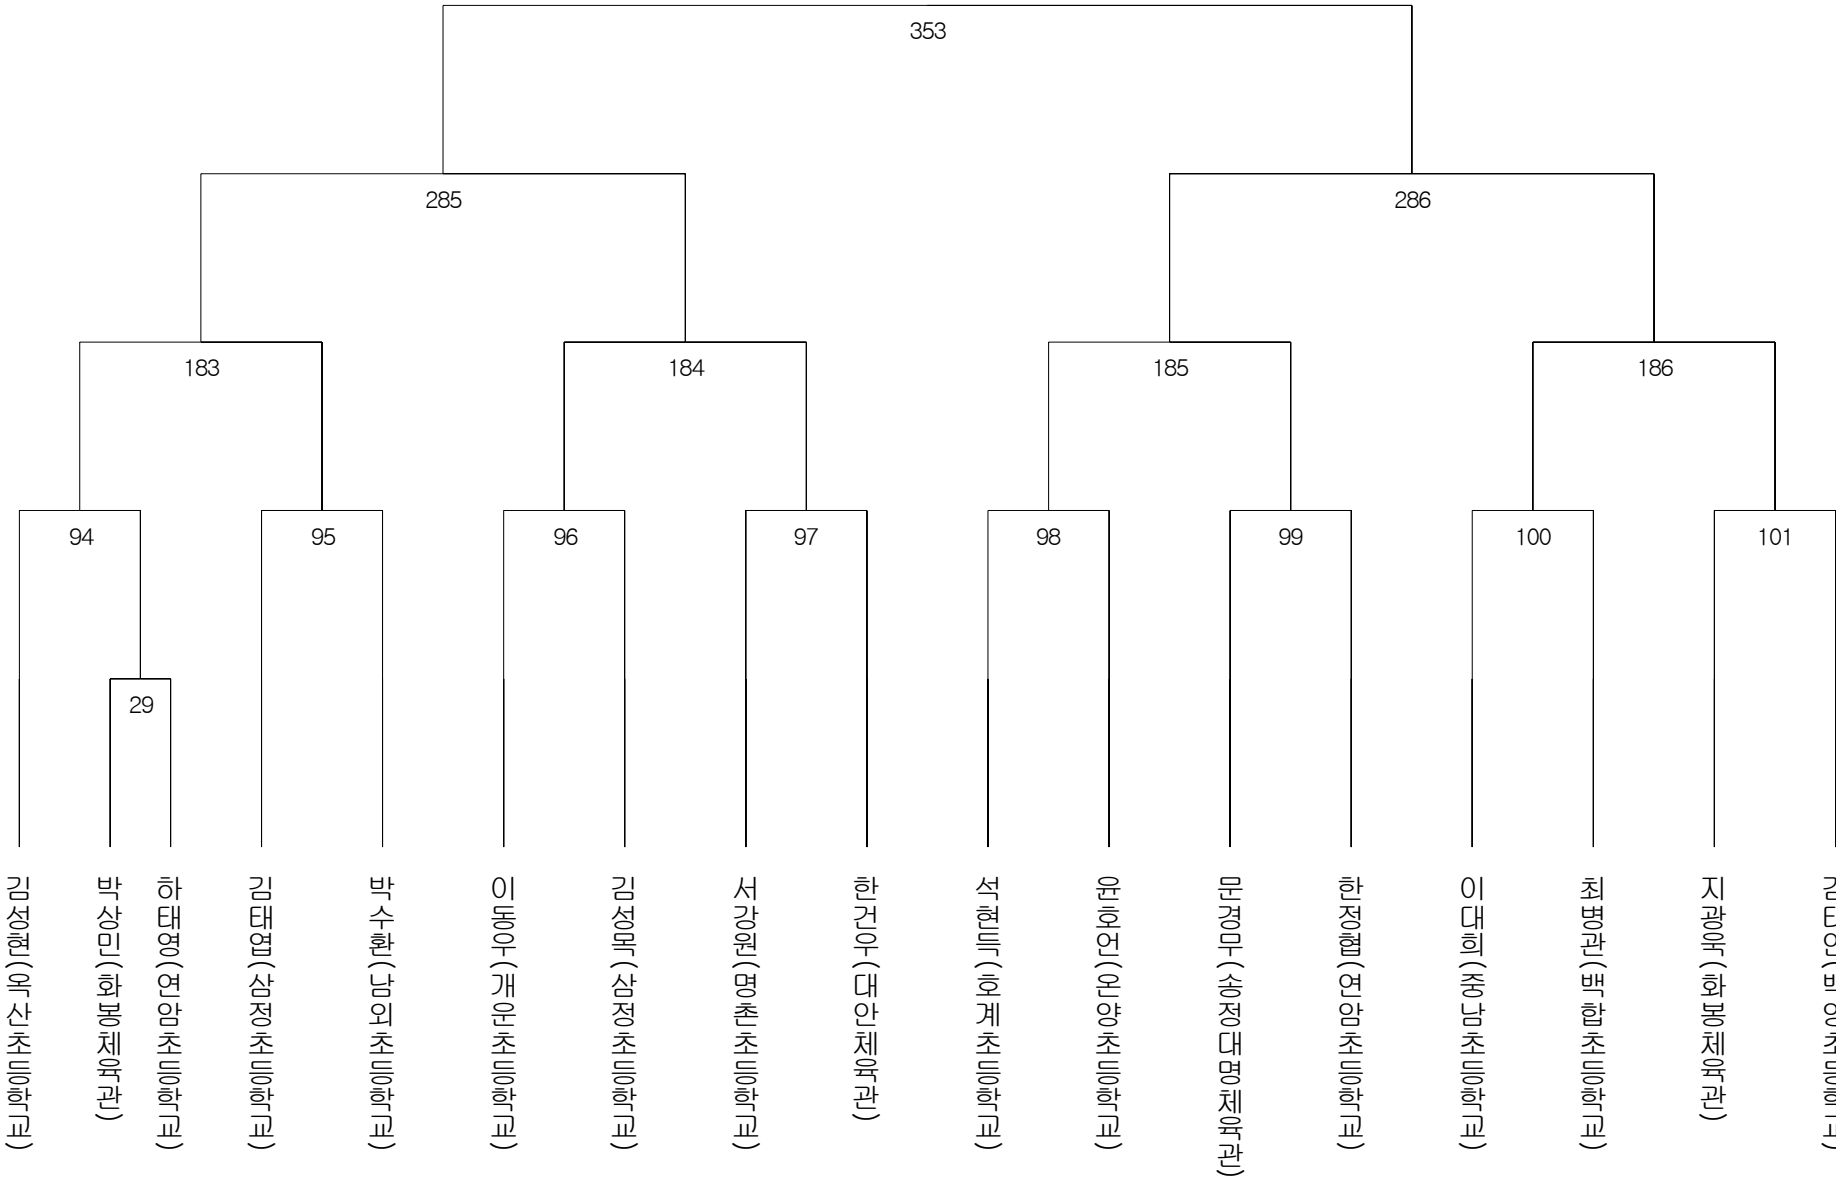 353
285
286
183
184
185
186
94
95
96
97
98
99
100
101
29
김성현(옥산초등학교)
박상민(화봉체육관)
하태영(연암초등학교)
김태엽(삼정초등학교)
박수환(남외초등학교)
이동우(개운초등학교)
김성목(삼정초등학교)
서강원(명촌초등학교)
한건우(대안체육관)
석현득(호계초등학교)
윤호언(온양초등학교)
문경무(송정대명체육관)
한정협(연암초등학교)
이대희(중남초등학교)
최병관(백합초등학교)
지광욱(화봉체육관)